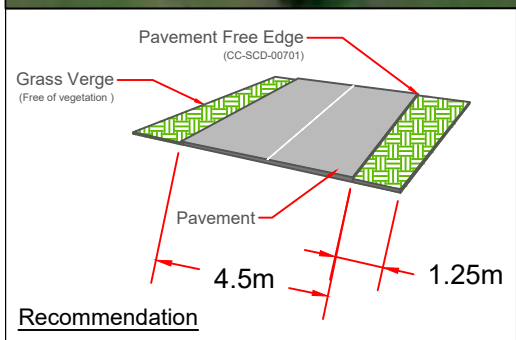 Pavement Free Edge
(CC-SCD-00701)
Grass Verge
(Free of vegetation )
Pavement
4.5m
1.25m
Recommendation